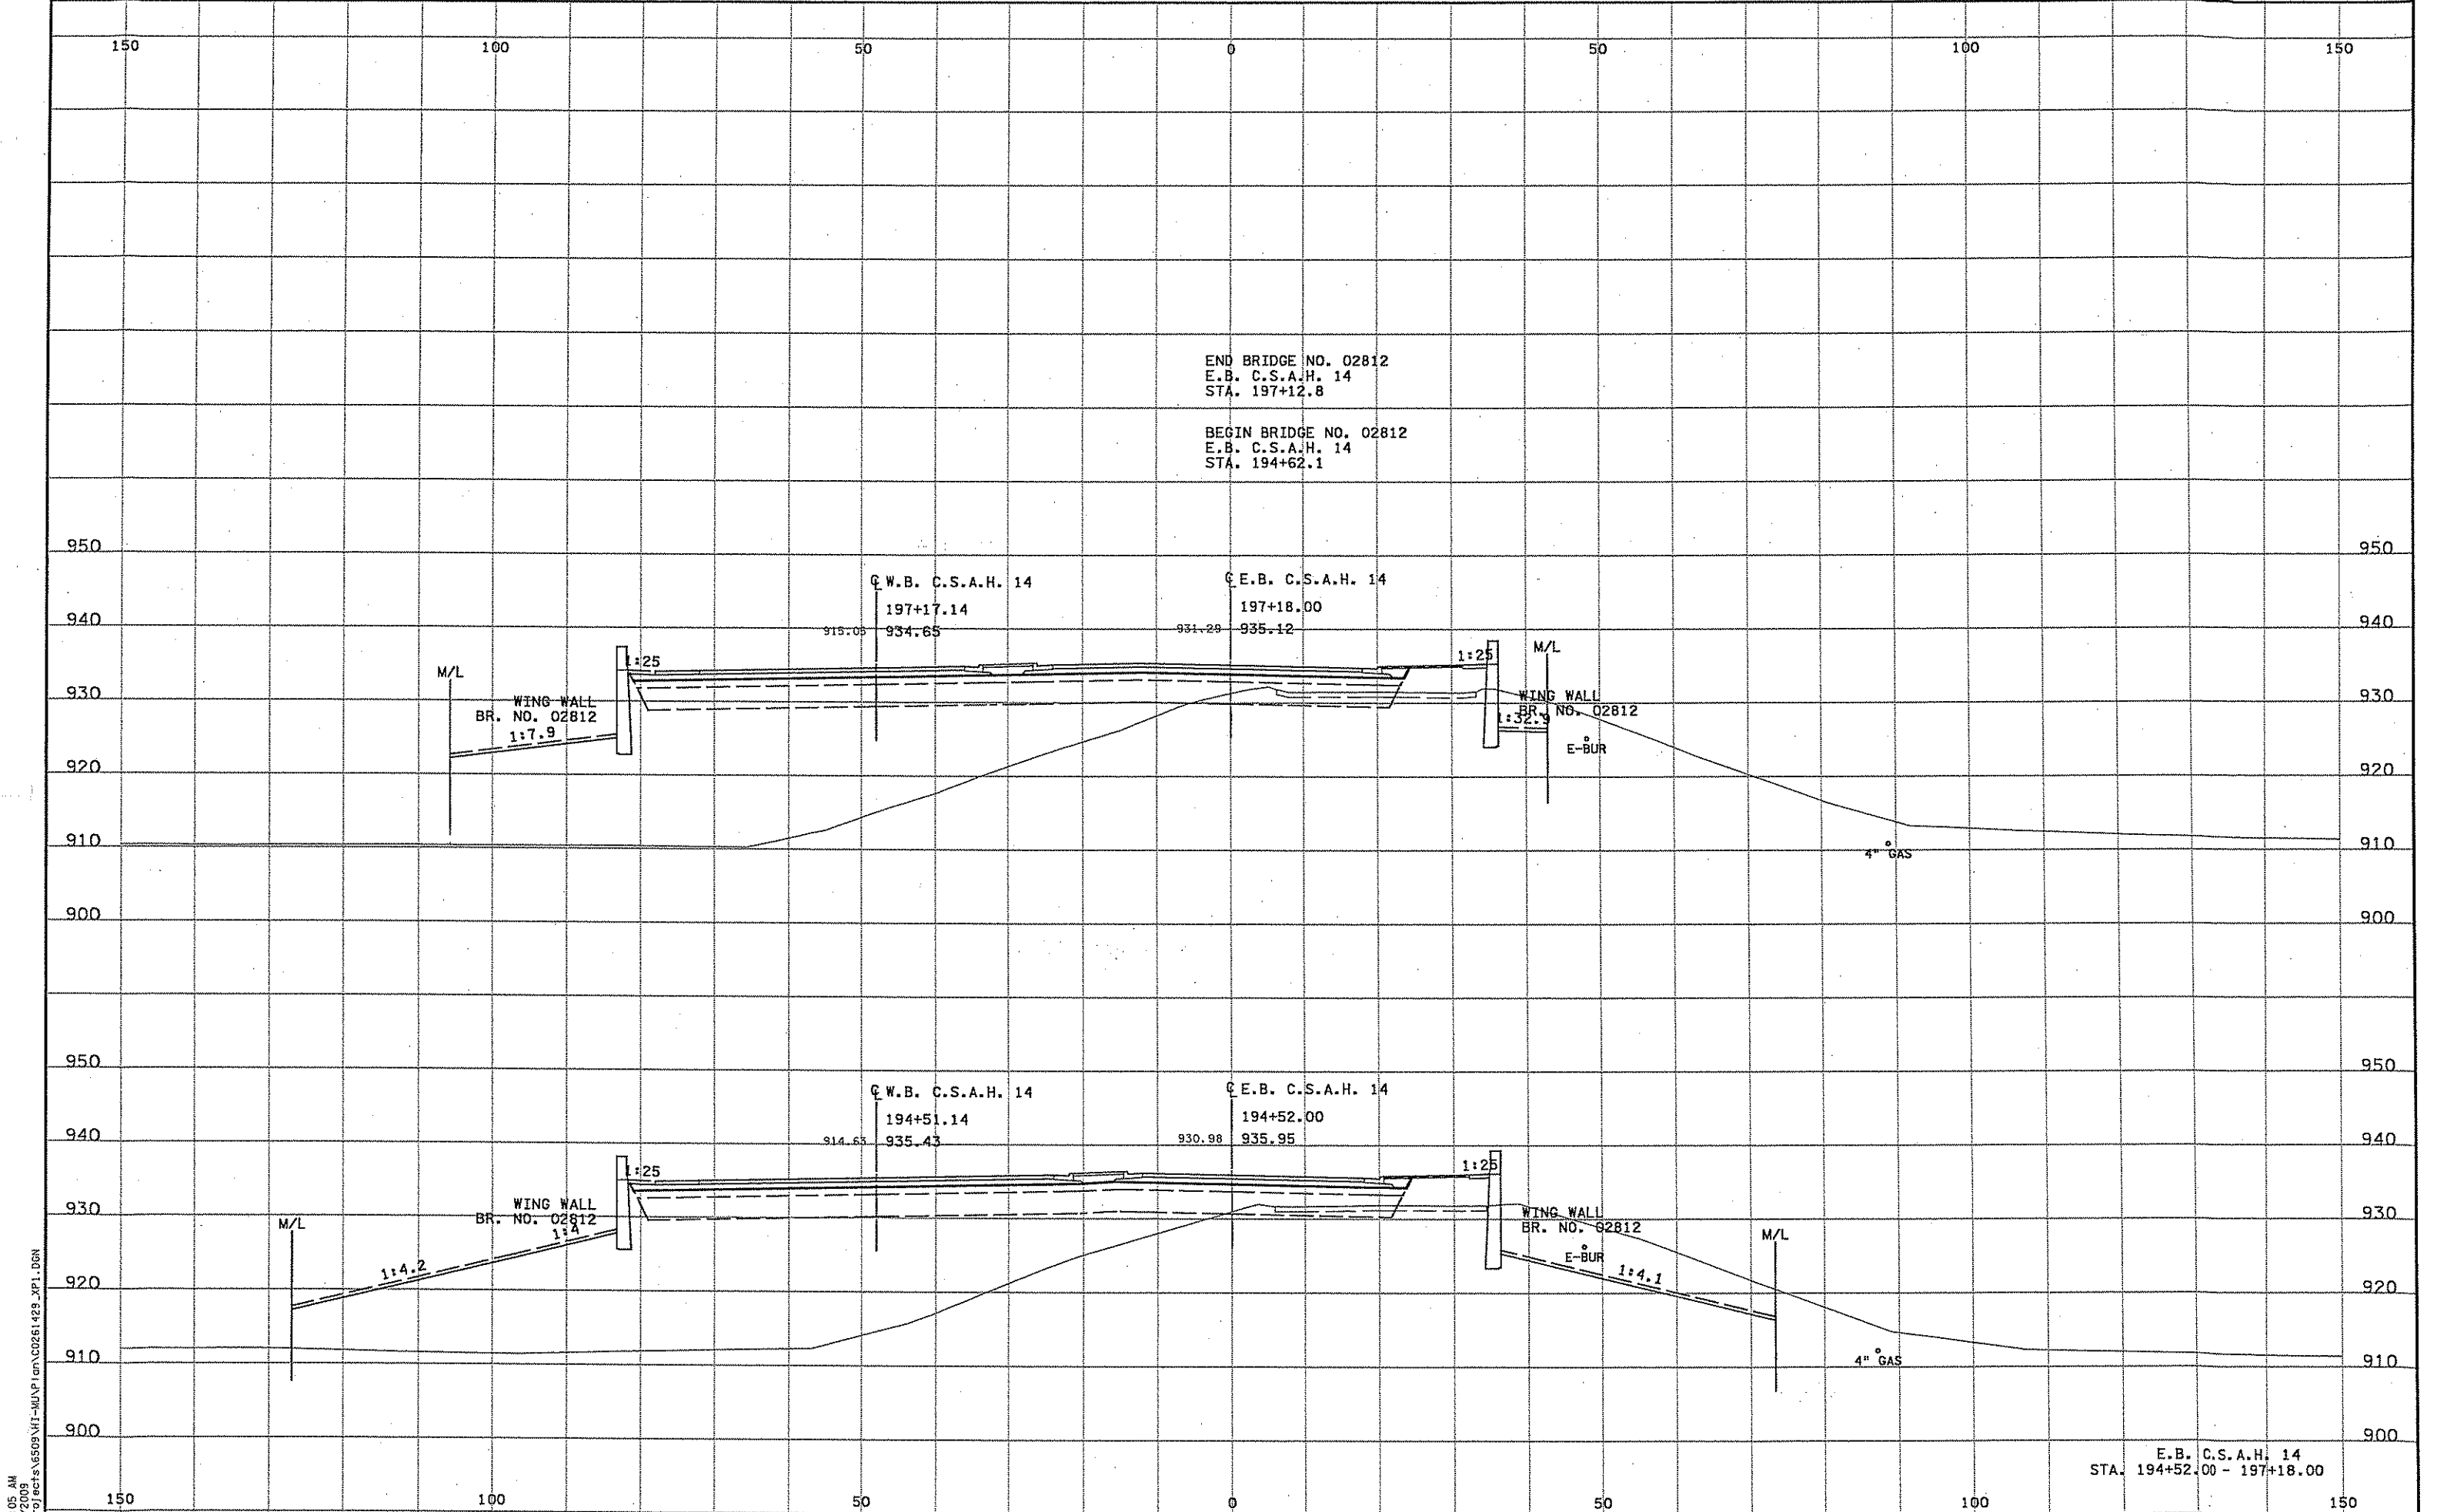 150 100 50 0 50 100 150
END BRIDGE NO. 02812
E.B. C.S.A.H. 14
STA. 197+12.8
BEGIN BRIDGE NO. 02812
E.B. C.S.A.H. 14
STA. 194+62.1
950 950
℄ W.B. C.S.A.H. 14 ℄ E.B. C.S.A.H. 14
197+17.14 197+18.00
940 915.05 934.65 931.29 935.12 940
M/L 1:25 1:25 M/L
930 WING WALL WING WALL 930
BR. NO. 02812 BR. NO. 02812
1:7.9 1:32.9
E-BUR
920 920
910 4" GAS 910
900 900
950 950
℄ W.B. C.S.A.H. 14 ℄ E.B. C.S.A.H. 14
194+51.14 194+52.00
940 914.63 935.43 930.98 935.95 940
1:25 1:25
WING WALL WING WALL
930 BR. NO. 02812 BR. NO. 02812 930
M/L 1:4 M/L
E-BUR
1:4.2 1:4.1
920 920
910 4" GAS 910
900 900
E.B. C.S.A.H. 14
STA. 194+52.00 - 197+18.00
150 100 50 0 50 100 150
05 AM
/2009
ojects\6509\HI-MU\Plan\C0261429_XP1.DGN